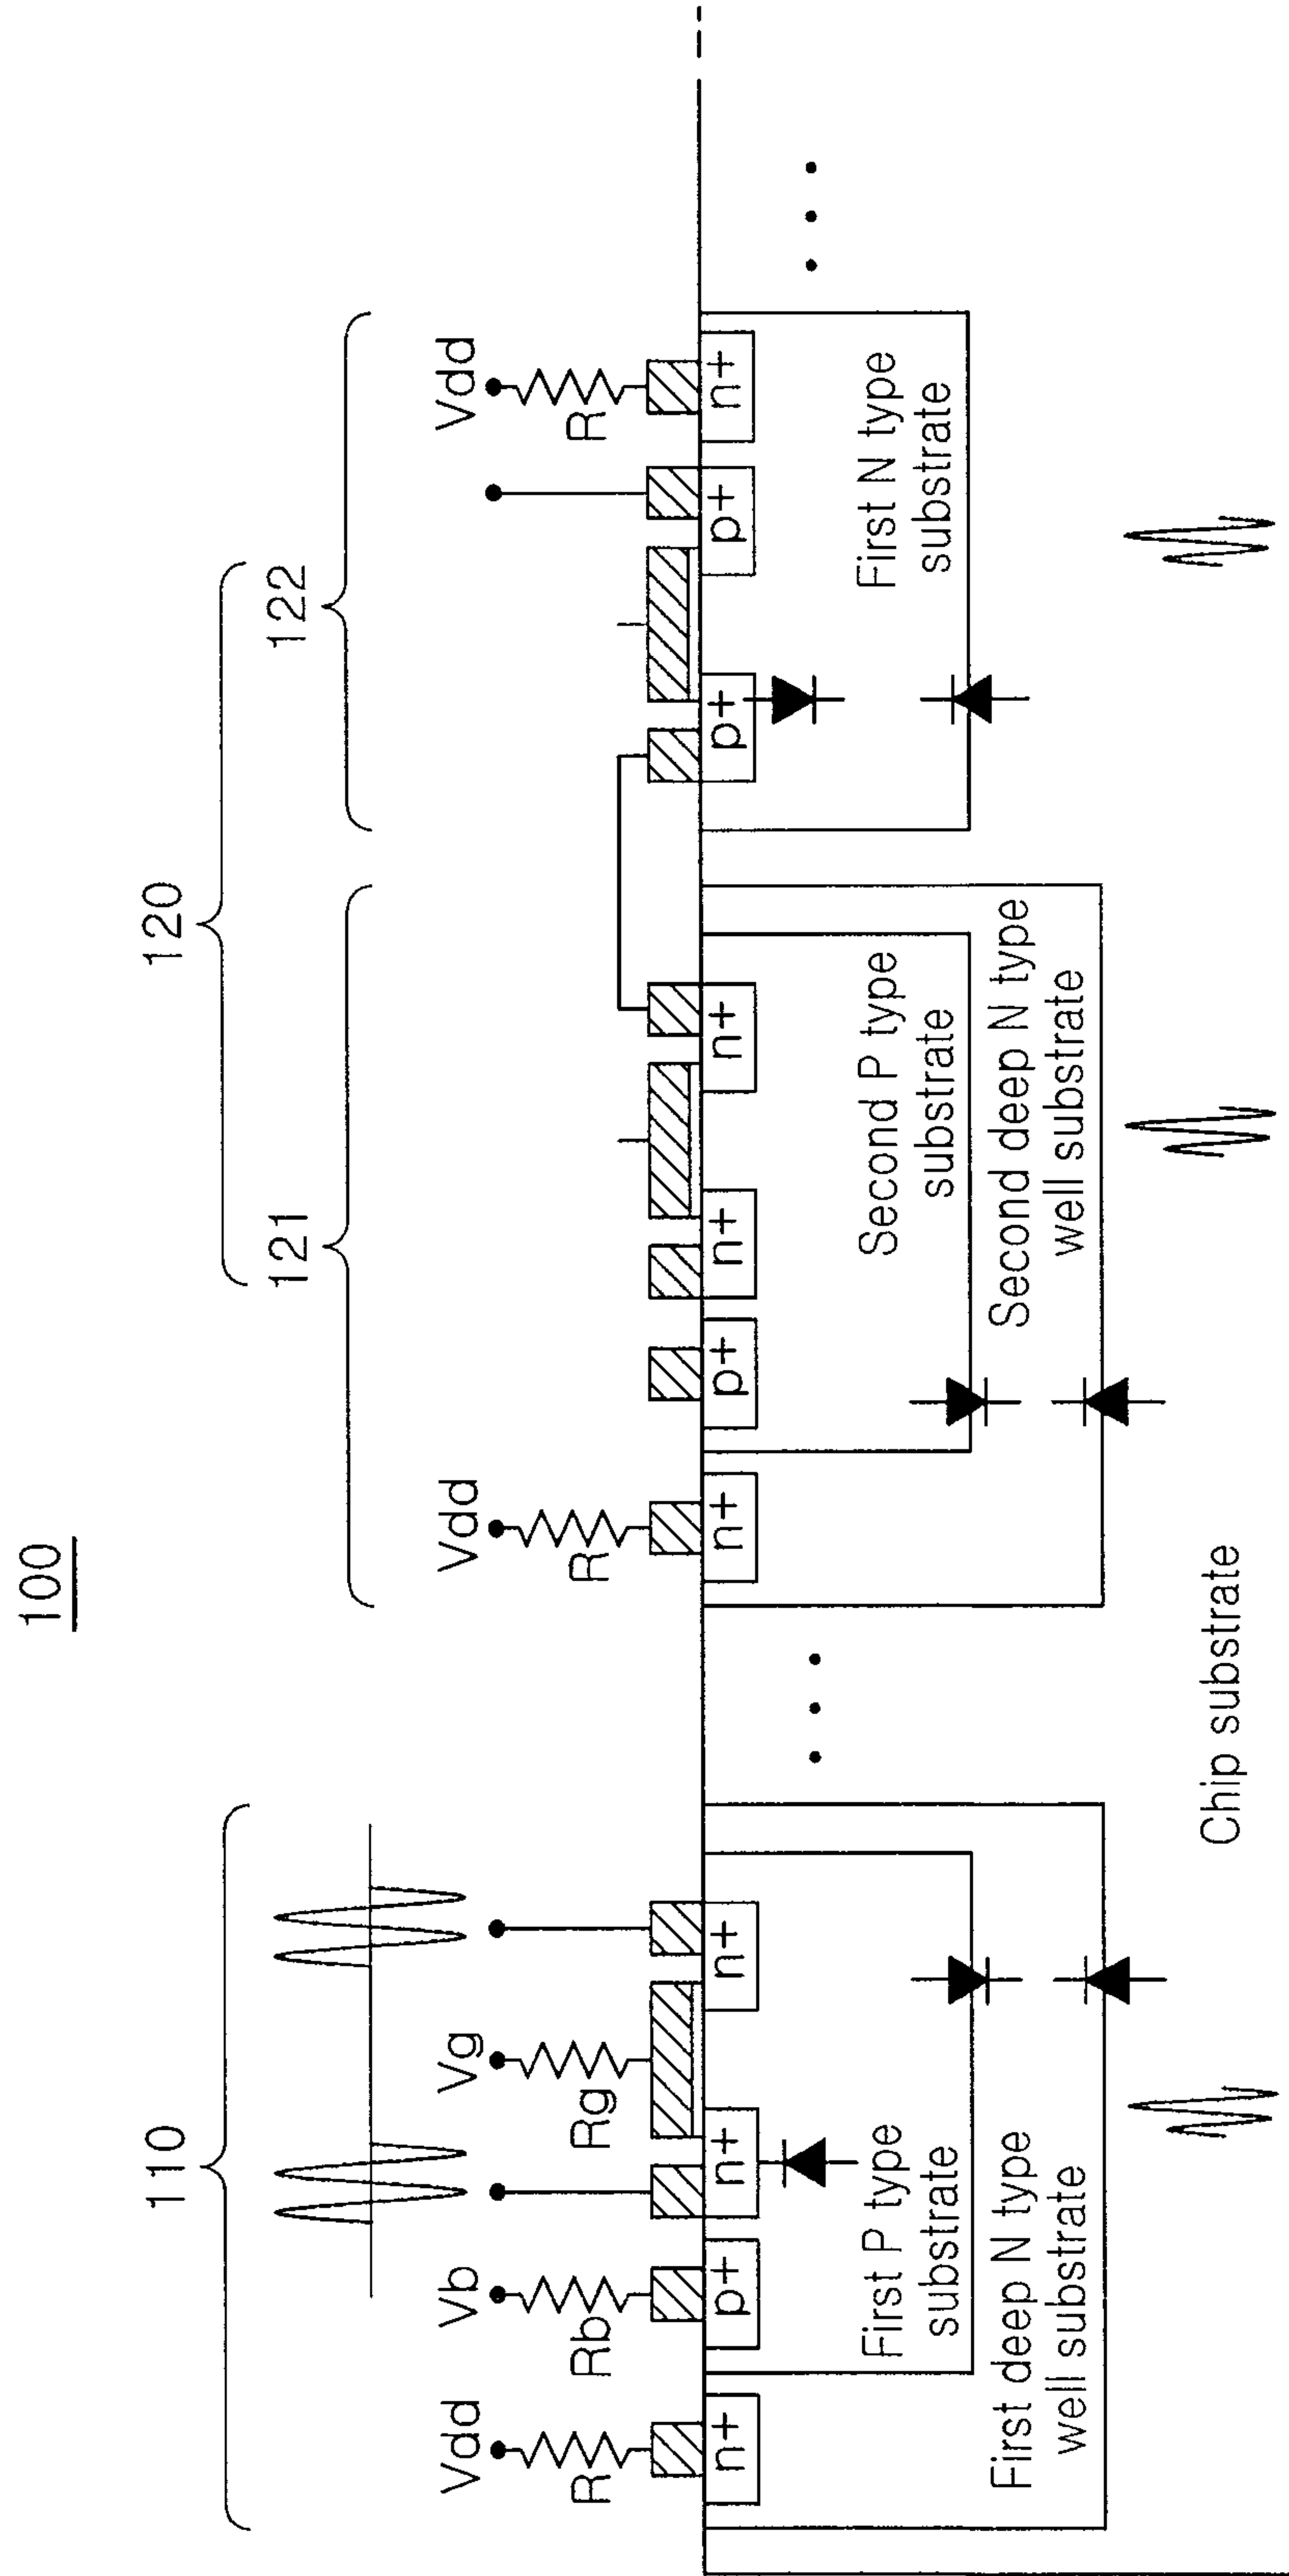 100
110
120
121
122
Vdd
Vb
Vg
Vdd
Vdd
R
Rb
Rg
R
R
n+
p+
n+
n+
n+
p+
n+
n+
p+
p+
n+
First P type
substrate
First deep N type
well substrate
Second P type
substrate
Second deep N type
well substrate
First N type
substrate
Chip substrate